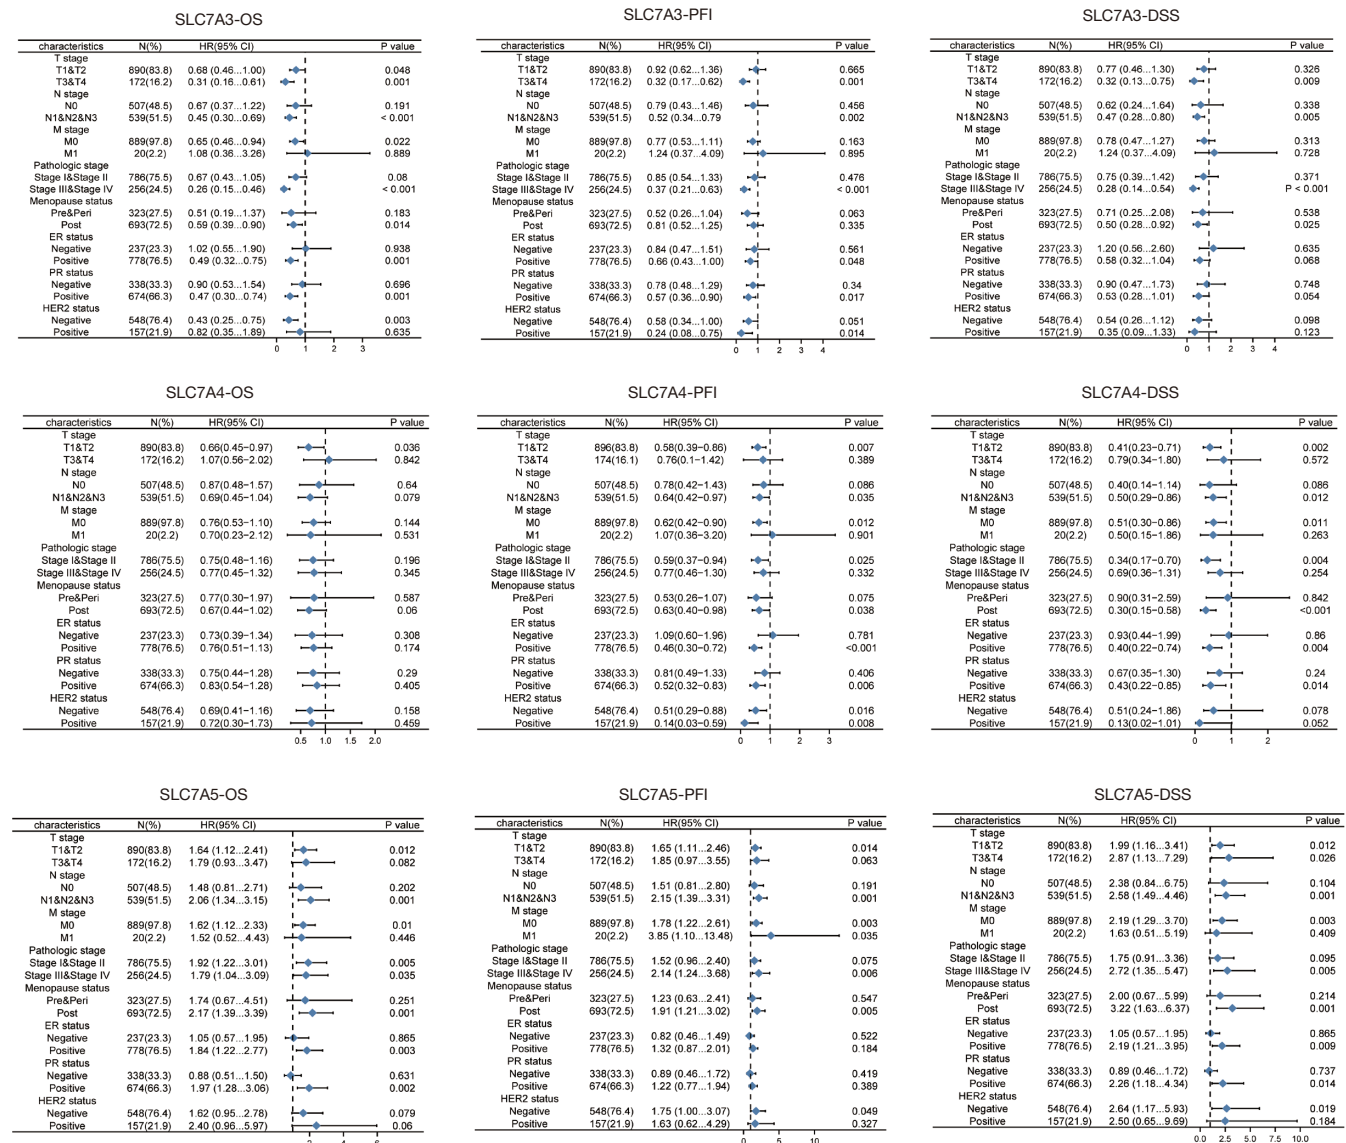 SLC7A3-OS
characteristics N(%) HR(95% CI) P value
T stage
T1&T2 890(83.8) 0.68 (0.46...1.00) 0.048
T3&T4 172(16.2) 0.31 (0.16...0.61) 0.001
N stage
N0 507(48.5) 0.67 (0.37...1.22) 0.191
N1&N2&N3 539(51.5) 0.45 (0.30...0.69) < 0.001
M stage
M0 889(97.8) 0.65 (0.46...0.94) 0.022
M1 20(2.2) 1.08 (0.36...3.26) 0.889
Pathologic stage
Stage I&Stage II 786(75.5) 0.67 (0.43...1.05) 0.08
Stage III&Stage IV 256(24.5) 0.26 (0.15...0.46) < 0.001
Menopause status
Pre&Peri 323(27.5) 0.51 (0.19...1.37) 0.183
Post 693(72.5) 0.59 (0.39...0.90) 0.014
ER status
Negative 237(23.3) 1.02 (0.55...1.90) 0.938
Positive 778(76.5) 0.49 (0.32...0.75) 0.001
PR status
Negative 338(33.3) 0.90 (0.53...1.54) 0.696
Positive 674(66.3) 0.47 (0.30...0.74) 0.001
HER2 status
Negative 548(76.4) 0.43 (0.25...0.75) 0.003
Positive 157(21.9) 0.82 (0.35...1.89) 0.635
0 1 2 3
SLC7A3-PFI
characteristics N(%) HR(95% CI) P value
T stage
T1&T2 890(83.8) 0.92 (0.62...1.36) 0.665
T3&T4 172(16.2) 0.32 (0.17...0.62) 0.001
N stage
N0 507(48.5) 0.79 (0.43...1.46) 0.456
N1&N2&N3 539(51.5) 0.52 (0.34...0.79 0.002
M stage
M0 889(97.8) 0.77 (0.53...1.11) 0.163
M1 20(2.2) 1.24 (0.37...4.09) 0.895
Pathologic stage
Stage I&Stage II 786(75.5) 0.85 (0.54...1.33) 0.476
Stage III&Stage IV 256(24.5) 0.37 (0.21...0.63) < 0.001
Menopause status
Pre&Peri 323(27.5) 0.52 (0.26...1.04) 0.063
Post 693(72.5) 0.81 (0.52...1.25) 0.335
ER status
Negative 237(23.3) 0.84 (0.47...1.51) 0.561
Positive 778(76.5) 0.66 (0.43...1.00) 0.048
PR status
Negative 338(33.3) 0.78 (0.48...1.29) 0.34
Positive 674(66.3) 0.57 (0.36...0.90) 0.017
HER2 status
Negative 548(76.4) 0.58 (0.34...1.00) 0.051
Positive 157(21.9) 0.24 (0.08...0.75) 0.014
0 1 2 3 4
SLC7A3-DSS
characteristics N(%) HR(95% CI) P value
T stage
T1&T2 890(83.8) 0.77 (0.46...1.30) 0.326
T3&T4 172(16.2) 0.32 (0.13...0.75) 0.009
N stage
N0 507(48.5) 0.62 (0.24...1.64) 0.338
N1&N2&N3 539(51.5) 0.47 (0.28...0.80) 0.005
M stage
M0 889(97.8) 0.78 (0.47...1.27) 0.313
M1 20(2.2) 1.24 (0.37...4.09) 0.728
Pathologic stage
Stage I&Stage II 786(75.5) 0.75 (0.39...1.42) 0.371
Stage III&Stage IV 256(24.5) 0.28 (0.14...0.54) P < 0.001
Menopause status
Pre&Peri 323(27.5) 0.71 (0.25...2.08) 0.538
Post 693(72.5) 0.50 (0.28...0.92) 0.025
ER status
Negative 237(23.3) 1.20 (0.56...2.60) 0.635
Positive 778(76.5) 0.58 (0.32...1.04) 0.068
PR status
Negative 338(33.3) 0.90 (0.47...1.73) 0.748
Positive 674(66.3) 0.53 (0.28...1.01) 0.054
HER2 status
Negative 548(76.4) 0.54 (0.26...1.12) 0.098
Positive 157(21.9) 0.35 (0.09...1.33) 0.123
0 1 2 3 4
SLC7A4-OS
characteristics N(%) HR(95% CI) P value
T stage
T1&T2 890(83.8) 0.66(0.45−0.97) 0.036
T3&T4 172(16.2) 1.07(0.56−2.02) 0.842
N stage
N0 507(48.5) 0.87(0.48−1.57) 0.64
N1&N2&N3 539(51.5) 0.69(0.45−1.04) 0.079
M stage
M0 889(97.8) 0.76(0.53−1.10) 0.144
M1 20(2.2) 0.70(0.23−2.12) 0.531
Pathologic stage
Stage I&Stage II 786(75.5) 0.75(0.48−1.16) 0.196
Stage III&Stage IV 256(24.5) 0.77(0.45−1.32) 0.345
Menopause status
Pre&Peri 323(27.5) 0.77(0.30−1.97) 0.587
Post 693(72.5) 0.67(0.44−1.02) 0.06
ER status
Negative 237(23.3) 0.73(0.39−1.34) 0.308
Positive 778(76.5) 0.76(0.51−1.13) 0.174
PR status
Negative 338(33.3) 0.75(0.44−1.28) 0.29
Positive 674(66.3) 0.83(0.54−1.28) 0.405
HER2 status
Negative 548(76.4) 0.69(0.41−1.16) 0.158
Positive 157(21.9) 0.72(0.30−1.73) 0.459
0.5 1.0 1.5 2.0
SLC7A4-PFI
characteristics N(%) HR(95% CI) P value
T stage
T1&T2 896(83.8) 0.58(0.39−0.86) 0.007
T3&T4 174(16.1) 0.76(0.1−1.42) 0.389
N stage
N0 507(48.5) 0.78(0.42−1.43) 0.086
N1&N2&N3 539(51.5) 0.64(0.42−0.97) 0.035
M stage
M0 889(97.8) 0.62(0.42−0.90) 0.012
M1 20(2.2) 1.07(0.36−3.20) 0.901
Pathologic stage
Stage I&Stage II 786(75.5) 0.59(0.37−0.94) 0.025
Stage III&Stage IV 256(24.5) 0.77(0.46−1.30) 0.332
Menopause status
Pre&Peri 323(27.5) 0.53(0.26−1.07) 0.075
Post 693(72.5) 0.63(0.40−0.98) 0.038
ER status
Negative 237(23.3) 1.09(0.60−1.96) 0.781
Positive 778(76.5) 0.46(0.30−0.72) <0.001
PR status
Negative 338(33.3) 0.81(0.49−1.33) 0.406
Positive 674(66.3) 0.52(0.32−0.83) 0.006
HER2 status
Negative 548(76.4) 0.51(0.29−0.88) 0.016
Positive 157(21.9) 0.14(0.03−0.59) 0.008
0 1 2 3
SLC7A4-DSS
characteristics N(%) HR(95% CI) P value
T stage
T1&T2 890(83.8) 0.41(0.23−0.71) 0.002
T3&T4 172(16.2) 0.79(0.34−1.80) 0.572
N stage
N0 507(48.5) 0.40(0.14−1.14) 0.086
N1&N2&N3 539(51.5) 0.50(0.29−0.86) 0.012
M stage
M0 889(97.8) 0.51(0.30−0.86) 0.011
M1 20(2.2) 0.50(0.15−1.86) 0.263
Pathologic stage
Stage I&Stage II 786(75.5) 0.34(0.17−0.70) 0.004
Stage III&Stage IV 256(24.5) 0.69(0.36−1.31) 0.254
Menopause status
Pre&Peri 323(27.5) 0.90(0.31−2.59) 0.842
Post 693(72.5) 0.30(0.15−0.58) <0.001
ER status
Negative 237(23.3) 0.93(0.44−1.99) 0.86
Positive 778(76.5) 0.40(0.22−0.74) 0.004
PR status
Negative 338(33.3) 0.67(0.35−1.30) 0.24
Positive 674(66.3) 0.43(0.22−0.85) 0.014
HER2 status
Negative 548(76.4) 0.51(0.24−1.86) 0.078
Positive 157(21.9) 0.13(0.02−1.01) 0.052
0 1 2
SLC7A5-OS
characteristics N(%) HR(95% CI) P value
T stage
T1&T2 890(83.8) 1.64 (1.12...2.41) 0.012
T3&T4 172(16.2) 1.79 (0.93...3.47) 0.082
N stage
N0 507(48.5) 1.48 (0.81...2.71) 0.202
N1&N2&N3 539(51.5) 2.06 (1.34...3.15) 0.001
M stage
M0 889(97.8) 1.62 (1.12...2.33) 0.01
M1 20(2.2) 1.52 (0.52...4.43) 0.446
Pathologic stage
Stage I&Stage II 786(75.5) 1.92 (1.22...3.01) 0.005
Stage III&Stage IV 256(24.5) 1.79 (1.04...3.09) 0.035
Menopause status
Pre&Peri 323(27.5) 1.74 (0.67...4.51) 0.251
Post 693(72.5) 2.17 (1.39...3.39) 0.001
ER status
Negative 237(23.3) 1.05 (0.57...1.95) 0.865
Positive 778(76.5) 1.84 (1.22...2.77) 0.003
PR status
Negative 338(33.3) 0.88 (0.51...1.50) 0.631
Positive 674(66.3) 1.97 (1.28...3.06) 0.002
HER2 status
Negative 548(76.4) 1.62 (0.95...2.78) 0.079
Positive 157(21.9) 2.40 (0.96...5.97) 0.06
SLC7A5-PFI
characteristics N(%) HR(95% CI) P value
T stage
T1&T2 890(83.8) 1.65 (1.11...2.46) 0.014
T3&T4 172(16.2) 1.85 (0.97...3.55) 0.063
N stage
N0 507(48.5) 1.51 (0.81...2.80) 0.191
N1&N2&N3 539(51.5) 2.15 (1.39...3.31) 0.001
M stage
M0 889(97.8) 1.78 (1.22...2.61) 0.003
M1 20(2.2) 3.85 (1.10...13.48) 0.035
Pathologic stage
Stage I&Stage II 786(75.5) 1.52 (0.96...2.40) 0.075
Stage III&Stage IV 256(24.5) 2.14 (1.24...3.68) 0.006
Menopause status
Pre&Peri 323(27.5) 1.23 (0.63...2.41) 0.547
Post 693(72.5) 1.91 (1.21...3.02) 0.005
ER status
Negative 237(23.3) 0.82 (0.46...1.49) 0.522
Positive 778(76.5) 1.32 (0.87...2.01) 0.184
PR status
Negative 338(33.3) 0.89 (0.46...1.72) 0.419
Positive 674(66.3) 1.22 (0.77...1.94) 0.389
HER2 status
Negative 548(76.4) 1.75 (1.00...3.07) 0.049
Positive 157(21.9) 1.63 (0.62...4.29) 0.327
0 5 10
SLC7A5-DSS
characteristics N(%) HR(95% CI) P value
T stage
T1&T2 890(83.8) 1.99 (1.16...3.41) 0.012
T3&T4 172(16.2) 2.87 (1.13...7.29) 0.026
N stage
N0 507(48.5) 2.38 (0.84...6.75) 0.104
N1&N2&N3 539(51.5) 2.58 (1.49...4.46) 0.001
M stage
M0 889(97.8) 2.19 (1.29...3.70) 0.003
M1 20(2.2) 1.63 (0.51...5.19) 0.409
Pathologic stage
Stage I&Stage II 786(75.5) 1.75 (0.91...3.36) 0.095
Stage III&Stage IV 256(24.5) 2.72 (1.35...5.47) 0.005
Menopause status
Pre&Peri 323(27.5) 2.00 (0.67...5.99) 0.214
Post 693(72.5) 3.22 (1.63...6.37) 0.001
ER status
Negative 237(23.3) 1.05 (0.57...1.95) 0.865
Positive 778(76.5) 2.19 (1.21...3.95) 0.009
PR status
Negative 338(33.3) 0.89 (0.46...1.72) 0.737
Positive 674(66.3) 2.26 (1.18...4.34) 0.014
HER2 status
Negative 548(76.4) 2.64 (1.17...5.93) 0.019
Positive 157(21.9) 2.50 (0.65...9.69) 0.184
0.0 2.5 5.0 7.5 10.0